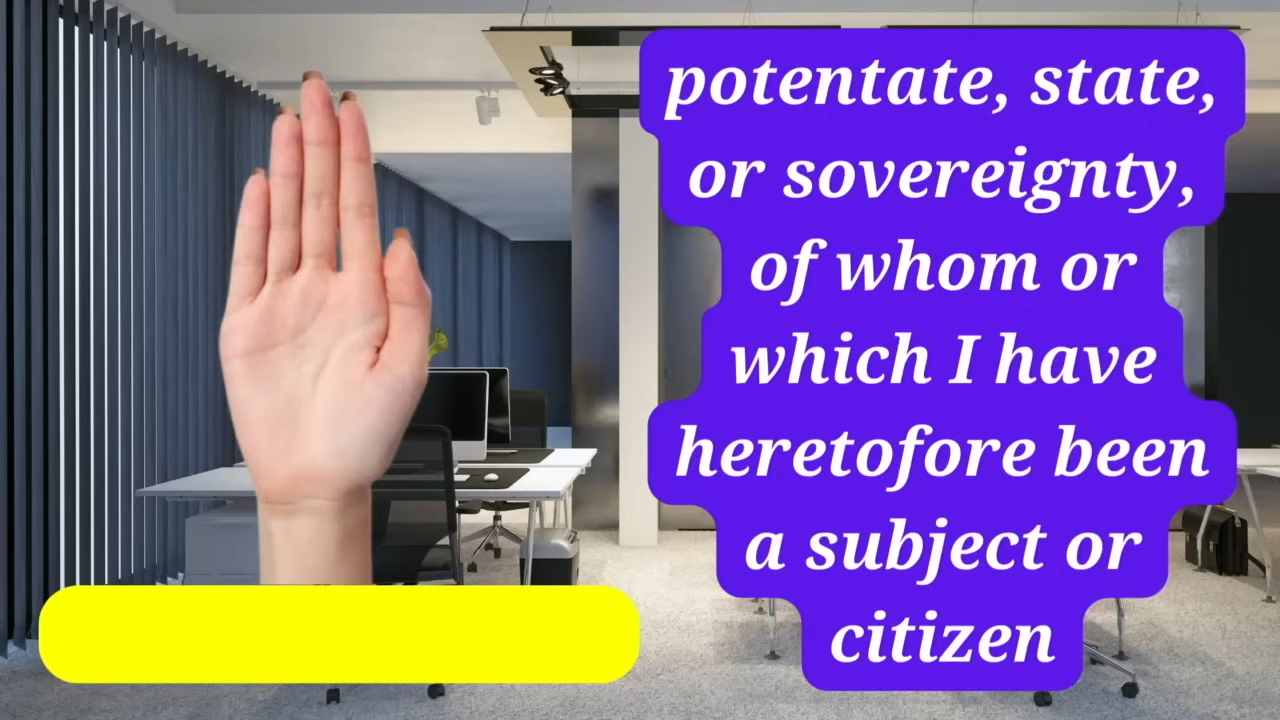 potentate, state,
or sovereignty,
of whom or
which I have
heretofore been
a subject or
citizen